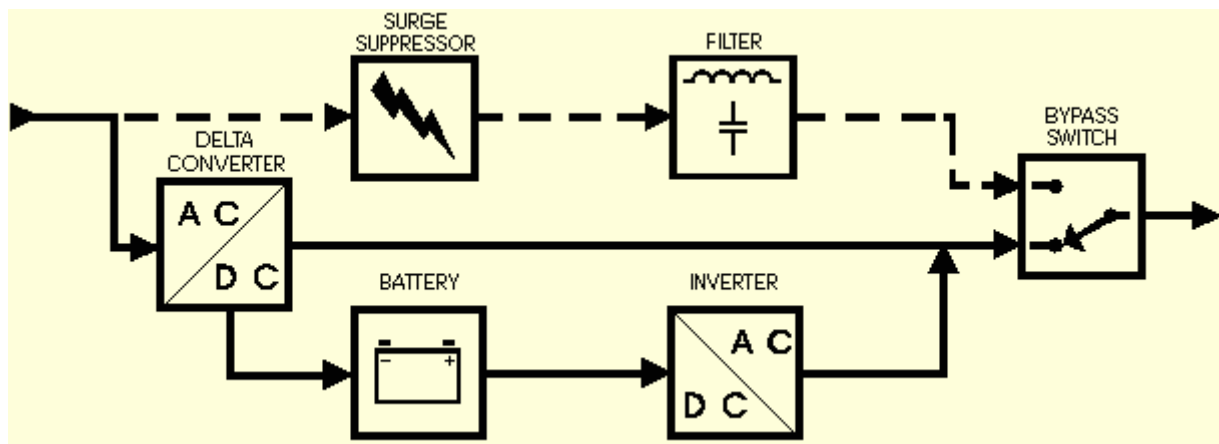 SURGE
SUPPRESSOR
FILTER
BYPASS
SWITCH
DELTA
CONVERTER
A C
D C
BATTERY
- +
INVERTER
A C
D C